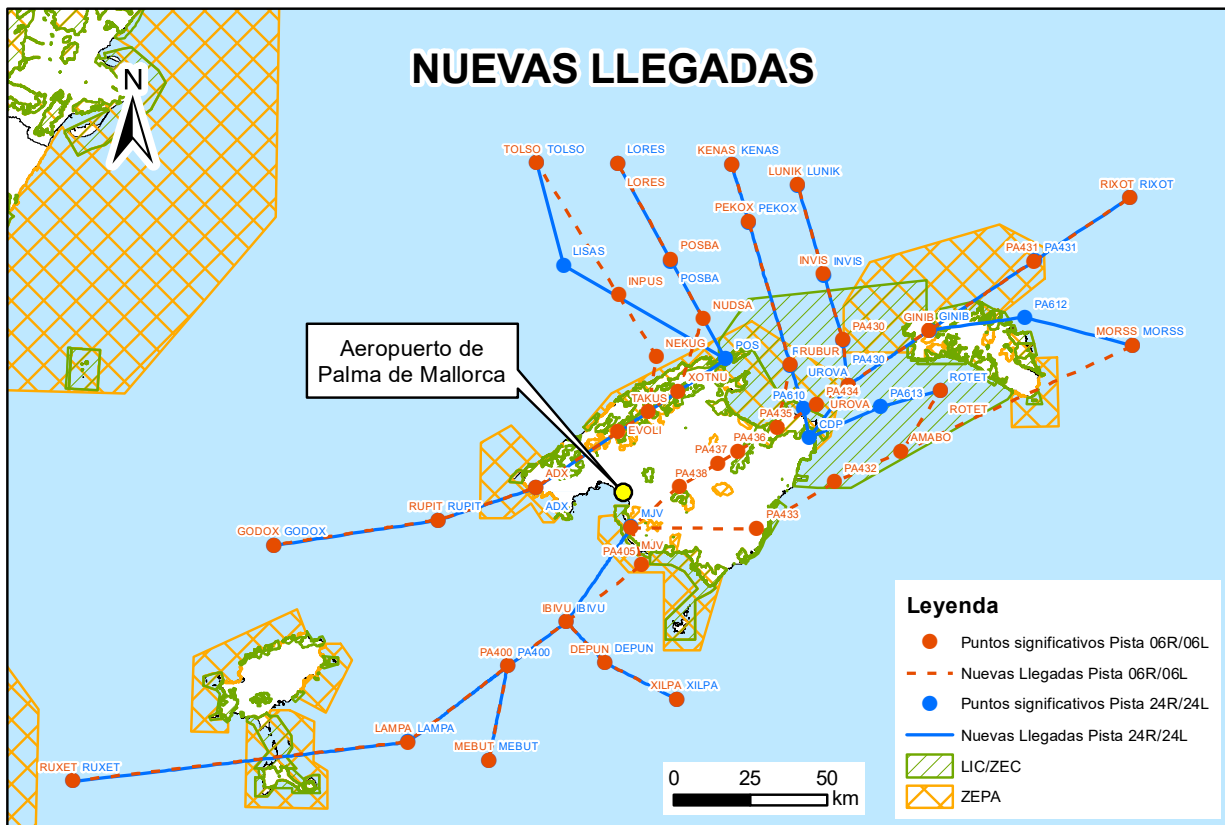 NUEVAS LLEGADAS
N
TOLSO TOLSO
LORES
LORES
KENAS KENAS
LUNIK LUNIK
RIXOT RIXOT
PEKOX PEKOX
LISAS
POSBA
POSBA
INVIS INVIS
PA431 PA431
INPUS
NUDSA
GINIB GINIB
PA612
MORSS MORSS
Aeropuerto de
Palma de Mallorca
NEKUG
POS
PA430
PA430
RRUBUR
UROVA
UROVA
XOTNU
TAKUS
EVOLI
PA610
PA434
PA613
ROTET
ROTET
PA435
CDP
PA436
PA437
PA438
AMABO
PA432
ADX
ADX
RUPIT RUPIT
GODOX GODOX
MJV
MJV
PA433
PA405
IBIVU IBIVU
DEPUN DEPUN
PA400 PA400
XILPA XILPA
LAMPA LAMPA
MEBUT MEBUT
RUXET RUXET
0 25 50
km
Leyenda
Puntos significativos Pista 06R/06L
Nuevas Llegadas Pista 06R/06L
Puntos significativos Pista 24R/24L
Nuevas Llegadas Pista 24R/24L
LIC/ZEC
ZEPA